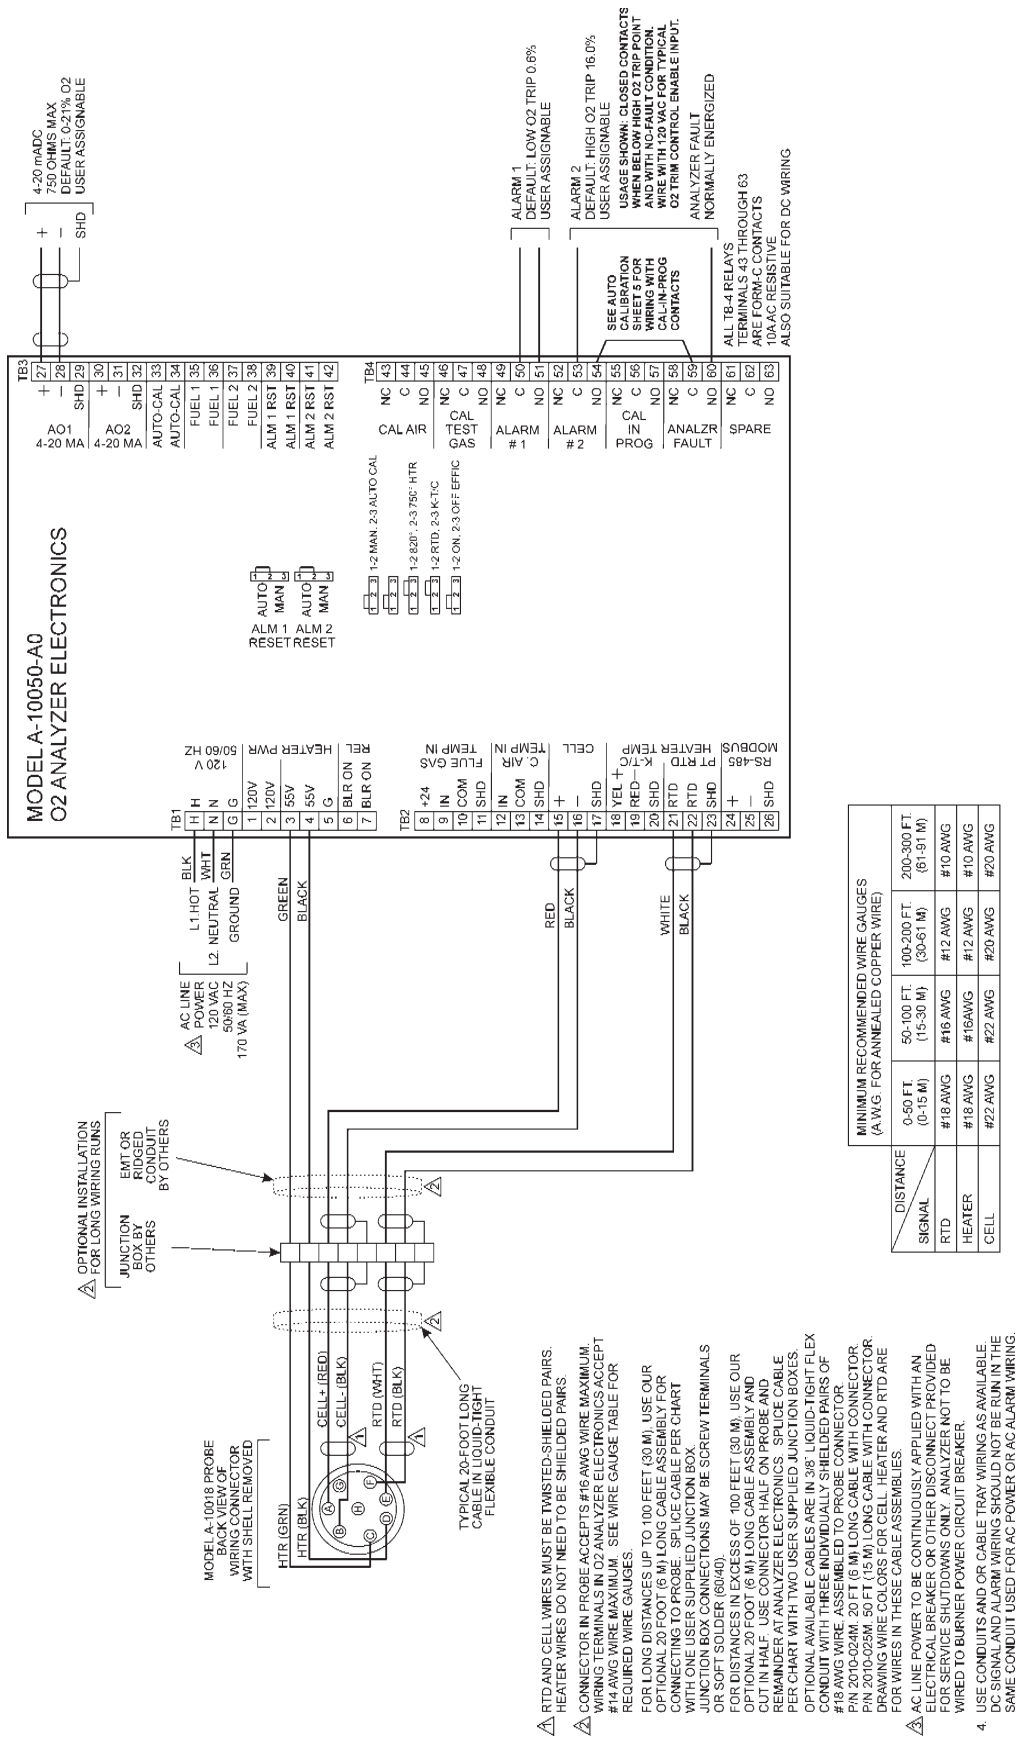 MODEL A-10050-A0
O2 ANALYZER ELECTRONICS
TB3
27
28
29
30
31
32
33
34
35
36
37
38
39
40
41
42
+
–
SHD
+
–
SHD
AUTO-CAL
AUTO-CAL
FUEL 1
FUEL 1
FUEL 2
FUEL 2
ALM 1 RST
ALM 1 RST
ALM 2 RST
ALM 2 RST
AO1
4-20 MA
AO2
4-20 MA
+
–
SHD
4-20 mADC
750 OHMS MAX
DEFAULT: 0-21% O2
USER ASSIGNABLE
TB4
43
44
45
46
47
48
49
50
51
52
53
54
55
56
57
58
59
60
61
62
63
NC
C
NO
NC
C
NO
NC
C
NO
NC
C
NO
NC
C
NO
NC
C
NO
NC
C
NO
CAL AIR
CAL
TEST
GAS
ALARM
# 1
ALARM
# 2
CAL
IN
PROG
ANALZR
FAULT
SPARE
ALARM 1
DEFAULT: LOW O2 TRIP 0.6%
USER ASSIGNABLE
ALARM 2
DEFAULT: HIGH O2 TRIP 16.0%
USER ASSIGNABLE
USAGE SHOWN: CLOSED CONTACTS
WHEN BELOW HIGH O2 TRIP POINT
AND WITH NO-FAULT CONDITION.
WIRE WITH 120 VAC FOR TYPICAL
O2 TRIM CONTROL ENABLE INPUT.
ANALYZER FAULT
NORMALLY ENERGIZED
SEE AUTO
CALIBRATION
SHEET 5 FOR
WIRING WITH
CAL-IN-PROG
CONTACTS
ALL TB-4 RELAYS
TERMINALS 43 THROUGH 63
ARE FORM-C CONTACTS
10A AC RESISTIVE
ALSO SUITABLE FOR DC WIRING
AUTO
MAN
1 2 3
ALM 1
RESET
AUTO
MAN
1 2 3
ALM 2
RESET
1 2 3
1-2 MAN, 2-3 AUTO CAL
1 2 3
1 2 3
1-2 820°, 2-3 750° HTR
1 2 3
1-2 RTD, 2-3 K-T/C
1 2 3
1-2 ON, 2-3 OFF EFFIC
TB1
H
N
G
1
2
3
4
5
6
7
H
N
G
120V
120V
55V
55V
G
BLR ON
BLR ON
120 V
50/60 HZ
HEATER PWR
REL
TB2
8
9
10
11
12
13
14
15
16
17
18
19
20
21
22
23
24
25
26
+24
IN
COM
SHD
IN
COM
SHD
+
–
SHD
YEL +
RED–
SHD
RTD
RTD
SHD
+
–
SHD
FLUE GAS
TEMP IN
C. AIR
TEMP IN
CELL
K-T/C
PT RTD
HEATER TEMP
RS-485
MODBUS
L1.HOT
BLK
L2. NEUTRAL
WHT
GROUND
GRN
3
AC LINE
POWER
120 VAC
50/60 HZ
170 VA (MAX)
GREEN
BLACK
RED
BLACK
WHITE
BLACK
2
OPTIONAL INSTALLATION
FOR LONG WIRING RUNS
JUNCTION
BOX BY
OTHERS
EMT OR
RIDGED
CONDUIT
BY OTHERS
2
2
1
1
MODEL A-10018 PROBE
BACK VIEW OF
WIRING CONNECTOR
WITH SHELL REMOVED
HTR (GRN)
HTR (BLK)
CELL+ (RED)
CELL- (BLK)
RTD (WHT)
RTD (BLK)
A
B
C
D
E
F
G
H
TYPICAL 20-FOOT LONG
CABLE IN LIQUID-TIGHT
FLEXIBLE CONDUIT
MINIMUM RECOMMENDED WIRE GAUGES
(A.W.G. FOR ANNEALED COPPER WIRE)
DISTANCE
SIGNAL
0-50 FT.
(0-15 M)
50-100 FT.
(15-30 M)
100-200 FT.
(30-61 M)
200-300 FT.
(61-91 M)
RTD #18 AWG #16 AWG #12 AWG #10 AWG
HEATER #18 AWG #16AWG #12 AWG #10 AWG
CELL #22 AWG #22 AWG #20 AWG #20 AWG
1 RTD AND CELL WIRES MUST BE TWISTED-SHIELDED PAIRS.
HEATER WIRES DO NOT NEED TO BE SHIELDED PAIRS.
2 CONNECTOR IN PROBE ACCEPTS #16 AWG WIRE MAXIMUM.
WIRING TERMINALS IN O2 ANALYZER ELECTRONICS ACCEPT
#14 AWG WIRE MAXIMUM. SEE WIRE GAUGE TABLE FOR
REQUIRED WIRE GAUGES.
FOR LONG DISTANCES UP TO 100 FEET (30 M), USE OUR
OPTIONAL 20 FOOT (6 M) LONG CABLE ASSEMBLY FOR
CONNECTING TO PROBE. SPLICE CABLE PER CHART
WITH ONE USER SUPPLIED JUNCTION BOX.
JUNCTION BOX CONNECTIONS MAY BE SCREW TERMINALS
OR SOFT SOLDER (60/40).
FOR DISTANCES IN EXCESS OF 100 FEET (30 M). USE OUR
OPTIONAL 20 FOOT (6 M) LONG CABLE ASSEMBLY AND
CUT IN HALF. USE CONNECTOR HALF ON PROBE AND
REMAINDER AT ANALYZER ELECTRONICS. SPLICE CABLE
PER CHART WITH TWO USER SUPPLIED JUNCTION BOXES.
OPTIONAL AVAILABLE CABLES ARE IN 3/8" LIQUID-TIGHT FLEX
CONDUIT WITH THREE INDIVIDUALLY SHIELDED PAIRS OF
#18 AWG WIRE, ASSEMBLED TO PROBE CONNECTOR.
P/N 2010-024M, 20 FT (6 M) LONG CABLE WITH CONNECTOR.
P/N 2010-025M, 50 FT (15 M) LONG CABLE WITH CONNECTOR.
DRAWING WIRE COLORS FOR CELL, HEATER AND RTD ARE
FOR WIRES IN THESE CABLE ASSEMBLIES.
3 AC LINE POWER TO BE CONTINUOUSLY APPLIED WITH AN
ELECTRICAL BREAKER OR OTHER DISCONNECT PROVIDED
FOR SERVICE SHUTDOWNS ONLY. ANALYZER NOT TO BE
WIRED TO BURNER POWER CIRCUIT BREAKER.
4. USE CONDUITS AND OR CABLE TRAY WIRING AS AVAILABLE.
DC SIGNAL AND ALARM WIRING SHOULD NOT BE RUN IN THE
SAME CONDUIT USED FOR AC POWER OR AC ALARM WIRING.